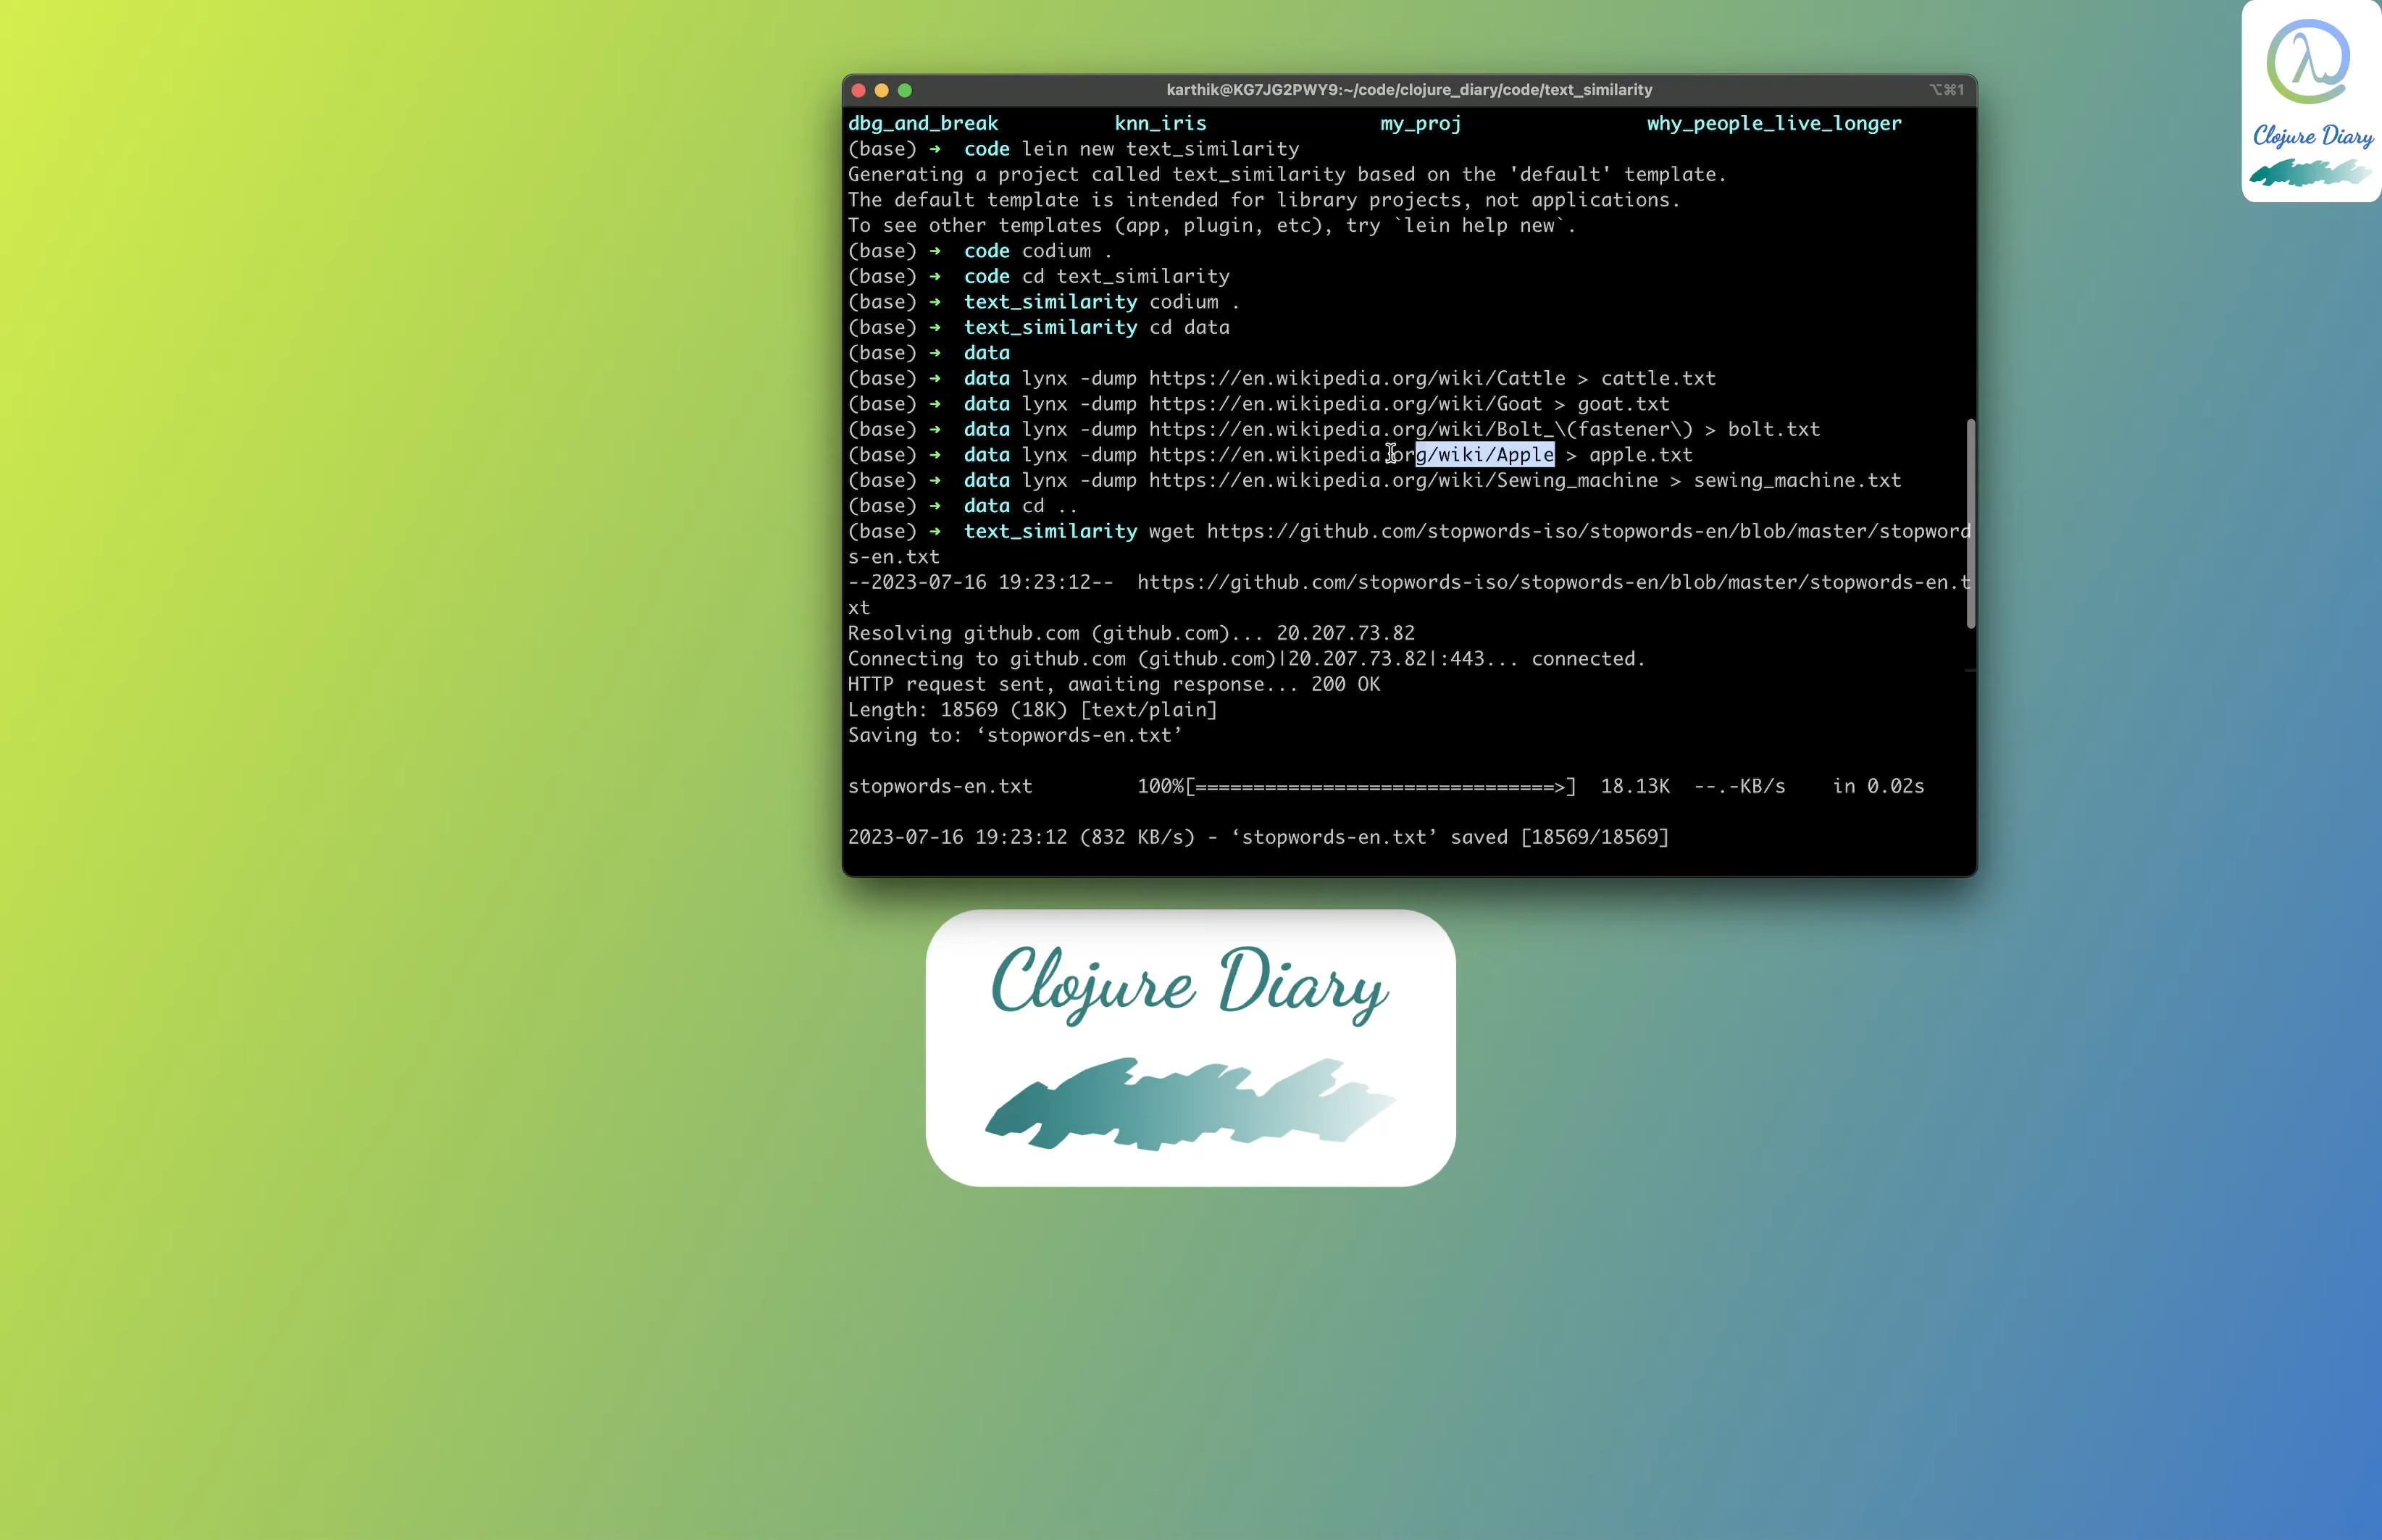 karthik@KG7JG2PWY9:~/code/clojure_diary/code/text_similarity ⌥⌘1
dbg_and_break knn_iris my_proj why_people_live_longer
(base) ➜ code lein new text_similarity
Generating a project called text_similarity based on the 'default' template.
The default template is intended for library projects, not applications.
To see other templates (app, plugin, etc), try `lein help new`.
(base) ➜ code codium .
(base) ➜ code cd text_similarity
(base) ➜ text_similarity codium .
(base) ➜ text_similarity cd data
(base) ➜ data
(base) ➜ data lynx -dump https://en.wikipedia.org/wiki/Cattle > cattle.txt
(base) ➜ data lynx -dump https://en.wikipedia.org/wiki/Goat > goat.txt
(base) ➜ data lynx -dump https://en.wikipedia.org/wiki/Bolt_\(fastener\) > bolt.txt
(base) ➜ data lynx -dump https://en.wikipedia.org/wiki/Apple > apple.txt
(base) ➜ data lynx -dump https://en.wikipedia.org/wiki/Sewing_machine > sewing_machine.txt
(base) ➜ data cd ..
(base) ➜ text_similarity wget https://github.com/stopwords-iso/stopwords-en/blob/master/stopword
s-en.txt
--2023-07-16 19:23:12-- https://github.com/stopwords-iso/stopwords-en/blob/master/stopwords-en.t
xt
Resolving github.com (github.com)... 20.207.73.82
Connecting to github.com (github.com)|20.207.73.82|:443... connected.
HTTP request sent, awaiting response... 200 OK
Length: 18569 (18K) [text/plain]
Saving to: ‘stopwords-en.txt’
stopwords-en.txt 100%[===============================>] 18.13K --.-KB/s in 0.02s
2023-07-16 19:23:12 (832 KB/s) - ‘stopwords-en.txt’ saved [18569/18569]
Clojure Diary
λ
Clojure Diary